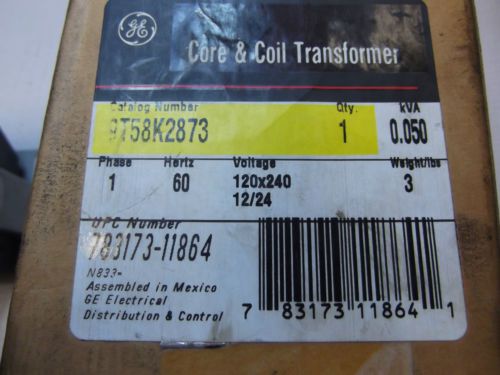 GE
Core & Coil Transformer
Catalog Number Qty. kVA
9T58K2873 1 0.050
Phase Hertz Voltage Weight/lbs
1 60 120x240 3
12/24
UPC Number
783173-11864
N833-
Assembled in Mexico
GE Electrical
Distribution & Control
7 83173 11864 1